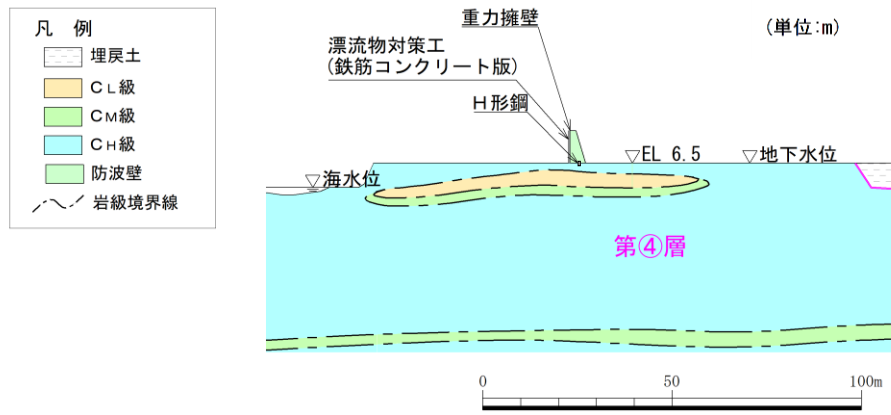 凡 例
埋戻土
CL級
CM級
CH級
防波壁
岩級境界線
重力擁壁
(単位:m)
漂流物対策工
(鉄筋コンクリート版)
H形鋼
▽EL 6.5
▽地下水位
▽海水位
第④層
0 50 100m